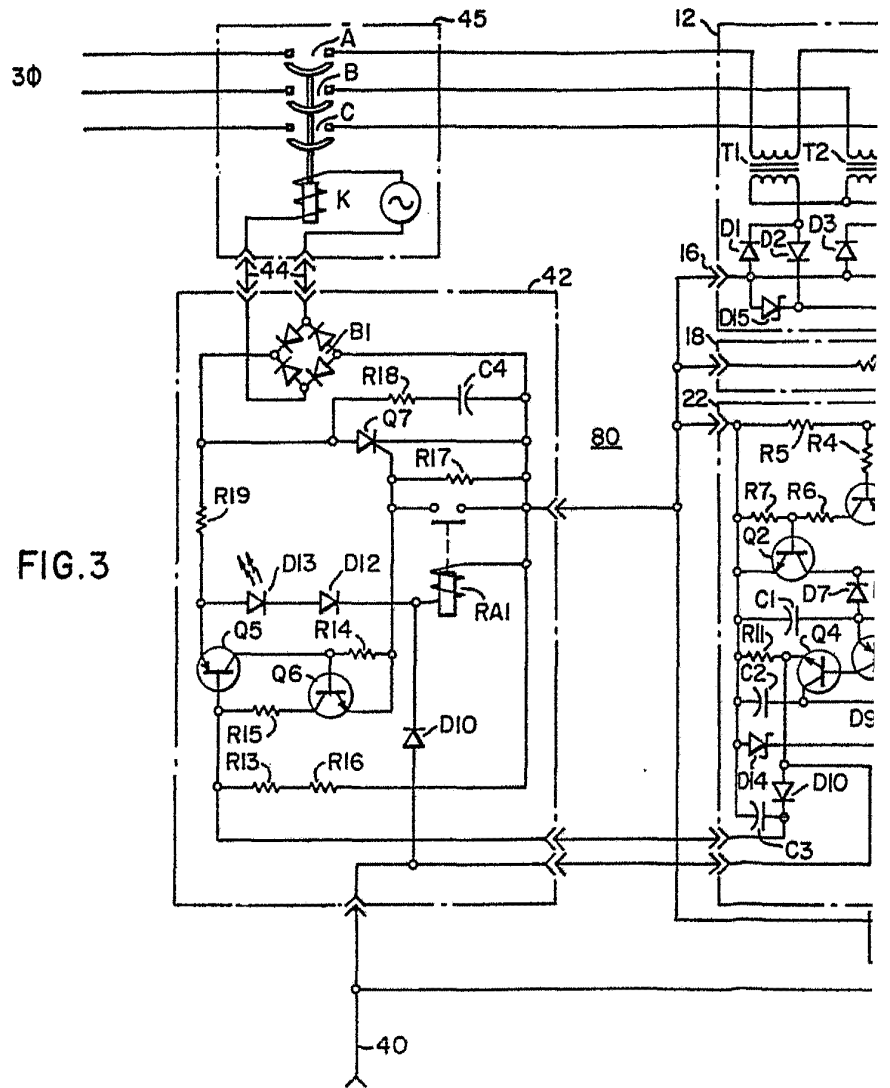 45
12
A
3Φ
B
C
T1
T2
K
D1
D2
D3
16
44
42
D15
B1
18
R18
C4
22
Q7
80
R5
R4
R17
R19
R7
R6
FIG.3
D13
D12
Q2
RA1
D7
C1
Q5
R14
R11
Q4
Q6
C2
R15
D10
D9
R13
R16
D14
D10
C3
40